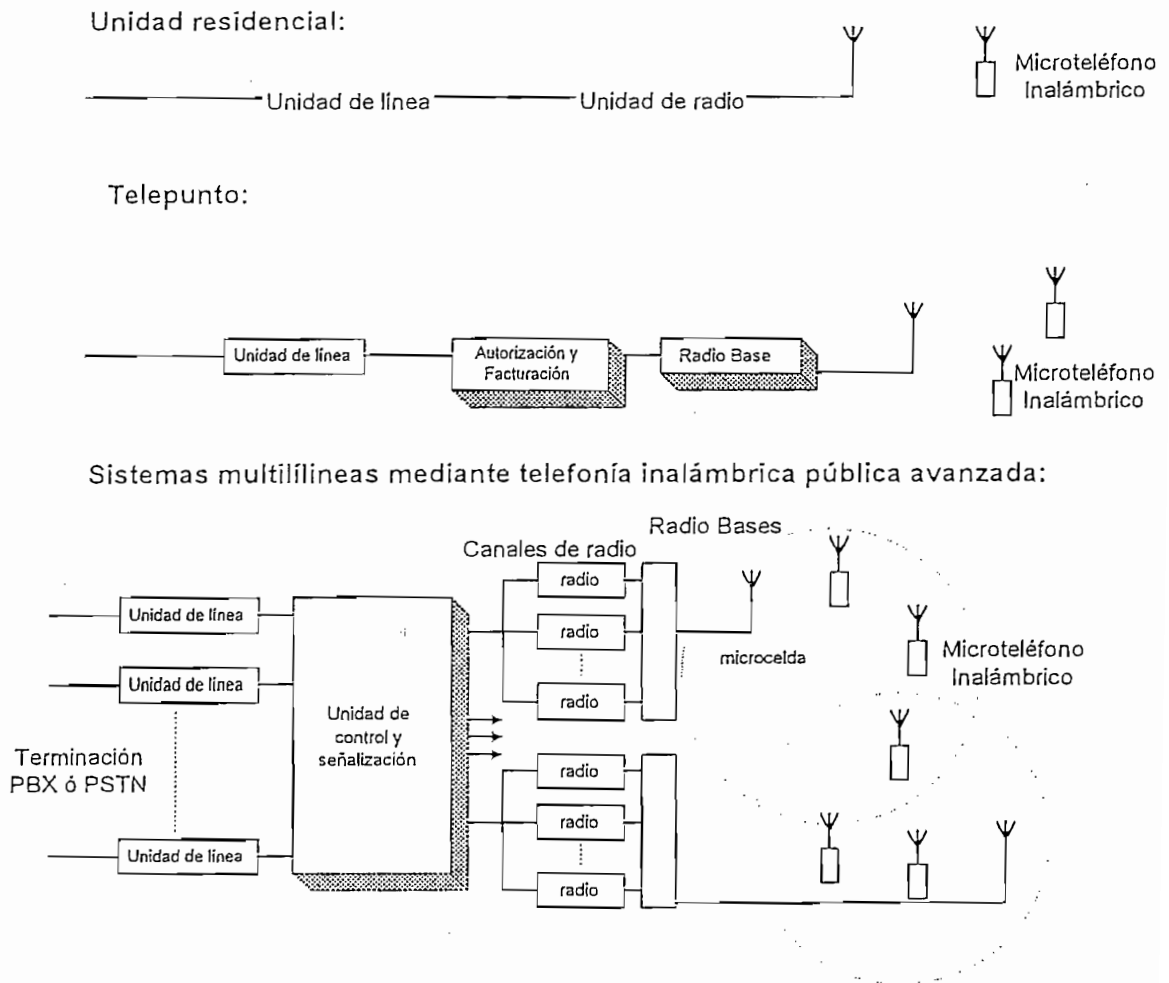 Unidad residencial:
Microteléfono
Inalámbrico
Unidad de línea
Unidad de radio
Telepunto:
Unidad de línea
Autorización y
Facturación
Radio Base
Microteléfono
Inalámbrico
Sistemas multilílineas mediante telefonía inalámbrica pública avanzada:
Radio Bases
Canales de radio
radio
Unidad de línea
radio
microcelda
Microteléfono
Inalámbrico
Unidad de línea
radio
Unidad de
control y
señalización
Terminación
PBX ó PSTN
radio
radio
Unidad de línea
radio